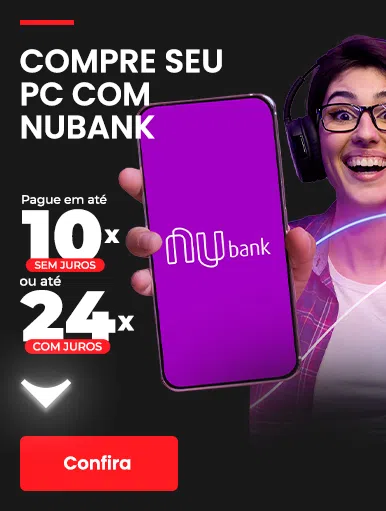 COMPRE SEU
PC COM
NUBANK
nu bank
Pague em até
10x
SEM JUROS
ou até
24x
COM JUROS
Confira